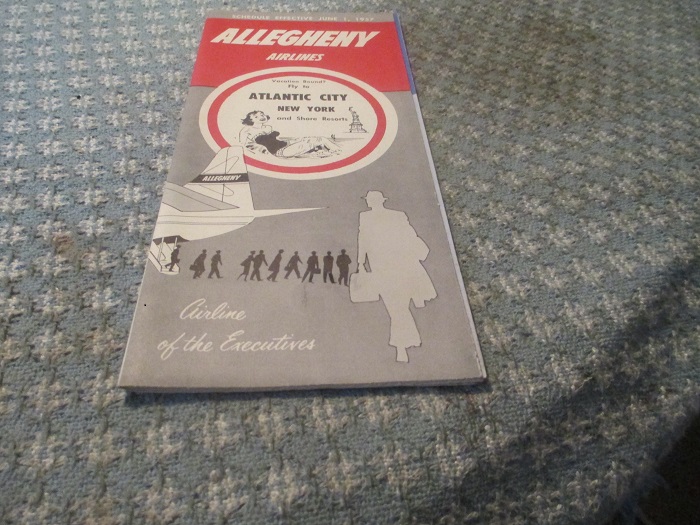 SCHEDULE EFFECTIVE JUNE 1, 1957
ALLEGHENY
AIRLINES
Vacation Bound?
Fly to
ATLANTIC CITY
NEW YORK
and Shore Resorts
ALLEGHENY
Airline
of the Executives